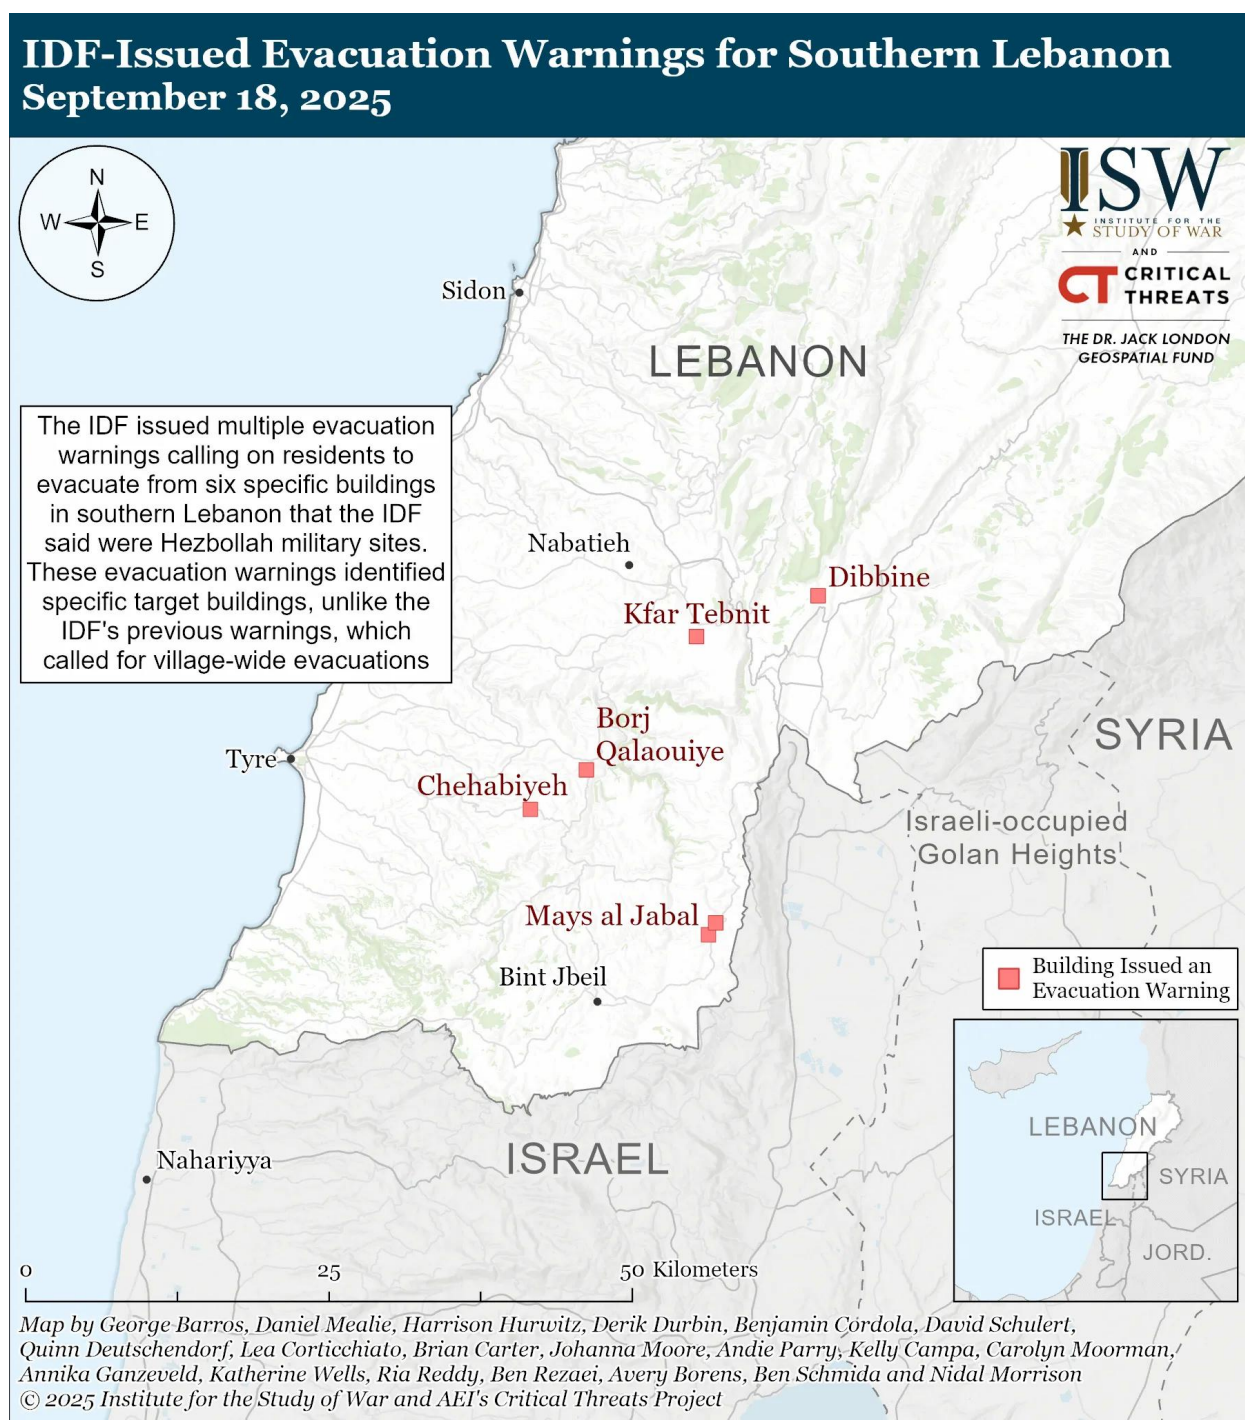 IDF-Issued Evacuation Warnings for Southern Lebanon
September 18, 2025
N
W
E
S
ISW
INSTITUTE FOR THE
STUDY OF WAR
AND
CT CRITICAL
THREATS
THE DR. JACK LONDON
GEOSPATIAL FUND
Sidon
LEBANON
The IDF issued multiple evacuation
warnings calling on residents to
evacuate from six specific buildings
in southern Lebanon that the IDF
said were Hezbollah military sites.
These evacuation warnings identified
specific target buildings, unlike the
IDF's previous warnings, which
called for village-wide evacuations
Nabatieh
Dibbine
Kfar Tebnit
Borj
Qalaouiye
SYRIA
Tyre
Chehabiyeh
Israeli-occupied
Golan Heights
Mays al Jabal
Bint Jbeil
Building Issued an
Evacuation Warning
ISRAEL
Nahariyya
LEBANON
SYRIA
ISRAEL
JORD.
0
25
50 Kilometers
Map by George Barros, Daniel Mealie, Harrison Hurwitz, Derik Durbin, Benjamin Cordola, David Schulert,
Quinn Deutschendorf, Lea Corticchiato, Brian Carter, Johanna Moore, Andie Parry, Kelly Campa, Carolyn Moorman,
Annika Ganzeveld, Katherine Wells, Ria Reddy, Ben Rezaei, Avery Borens, Ben Schmida and Nidal Morrison
© 2025 Institute for the Study of War and AEI's Critical Threats Project